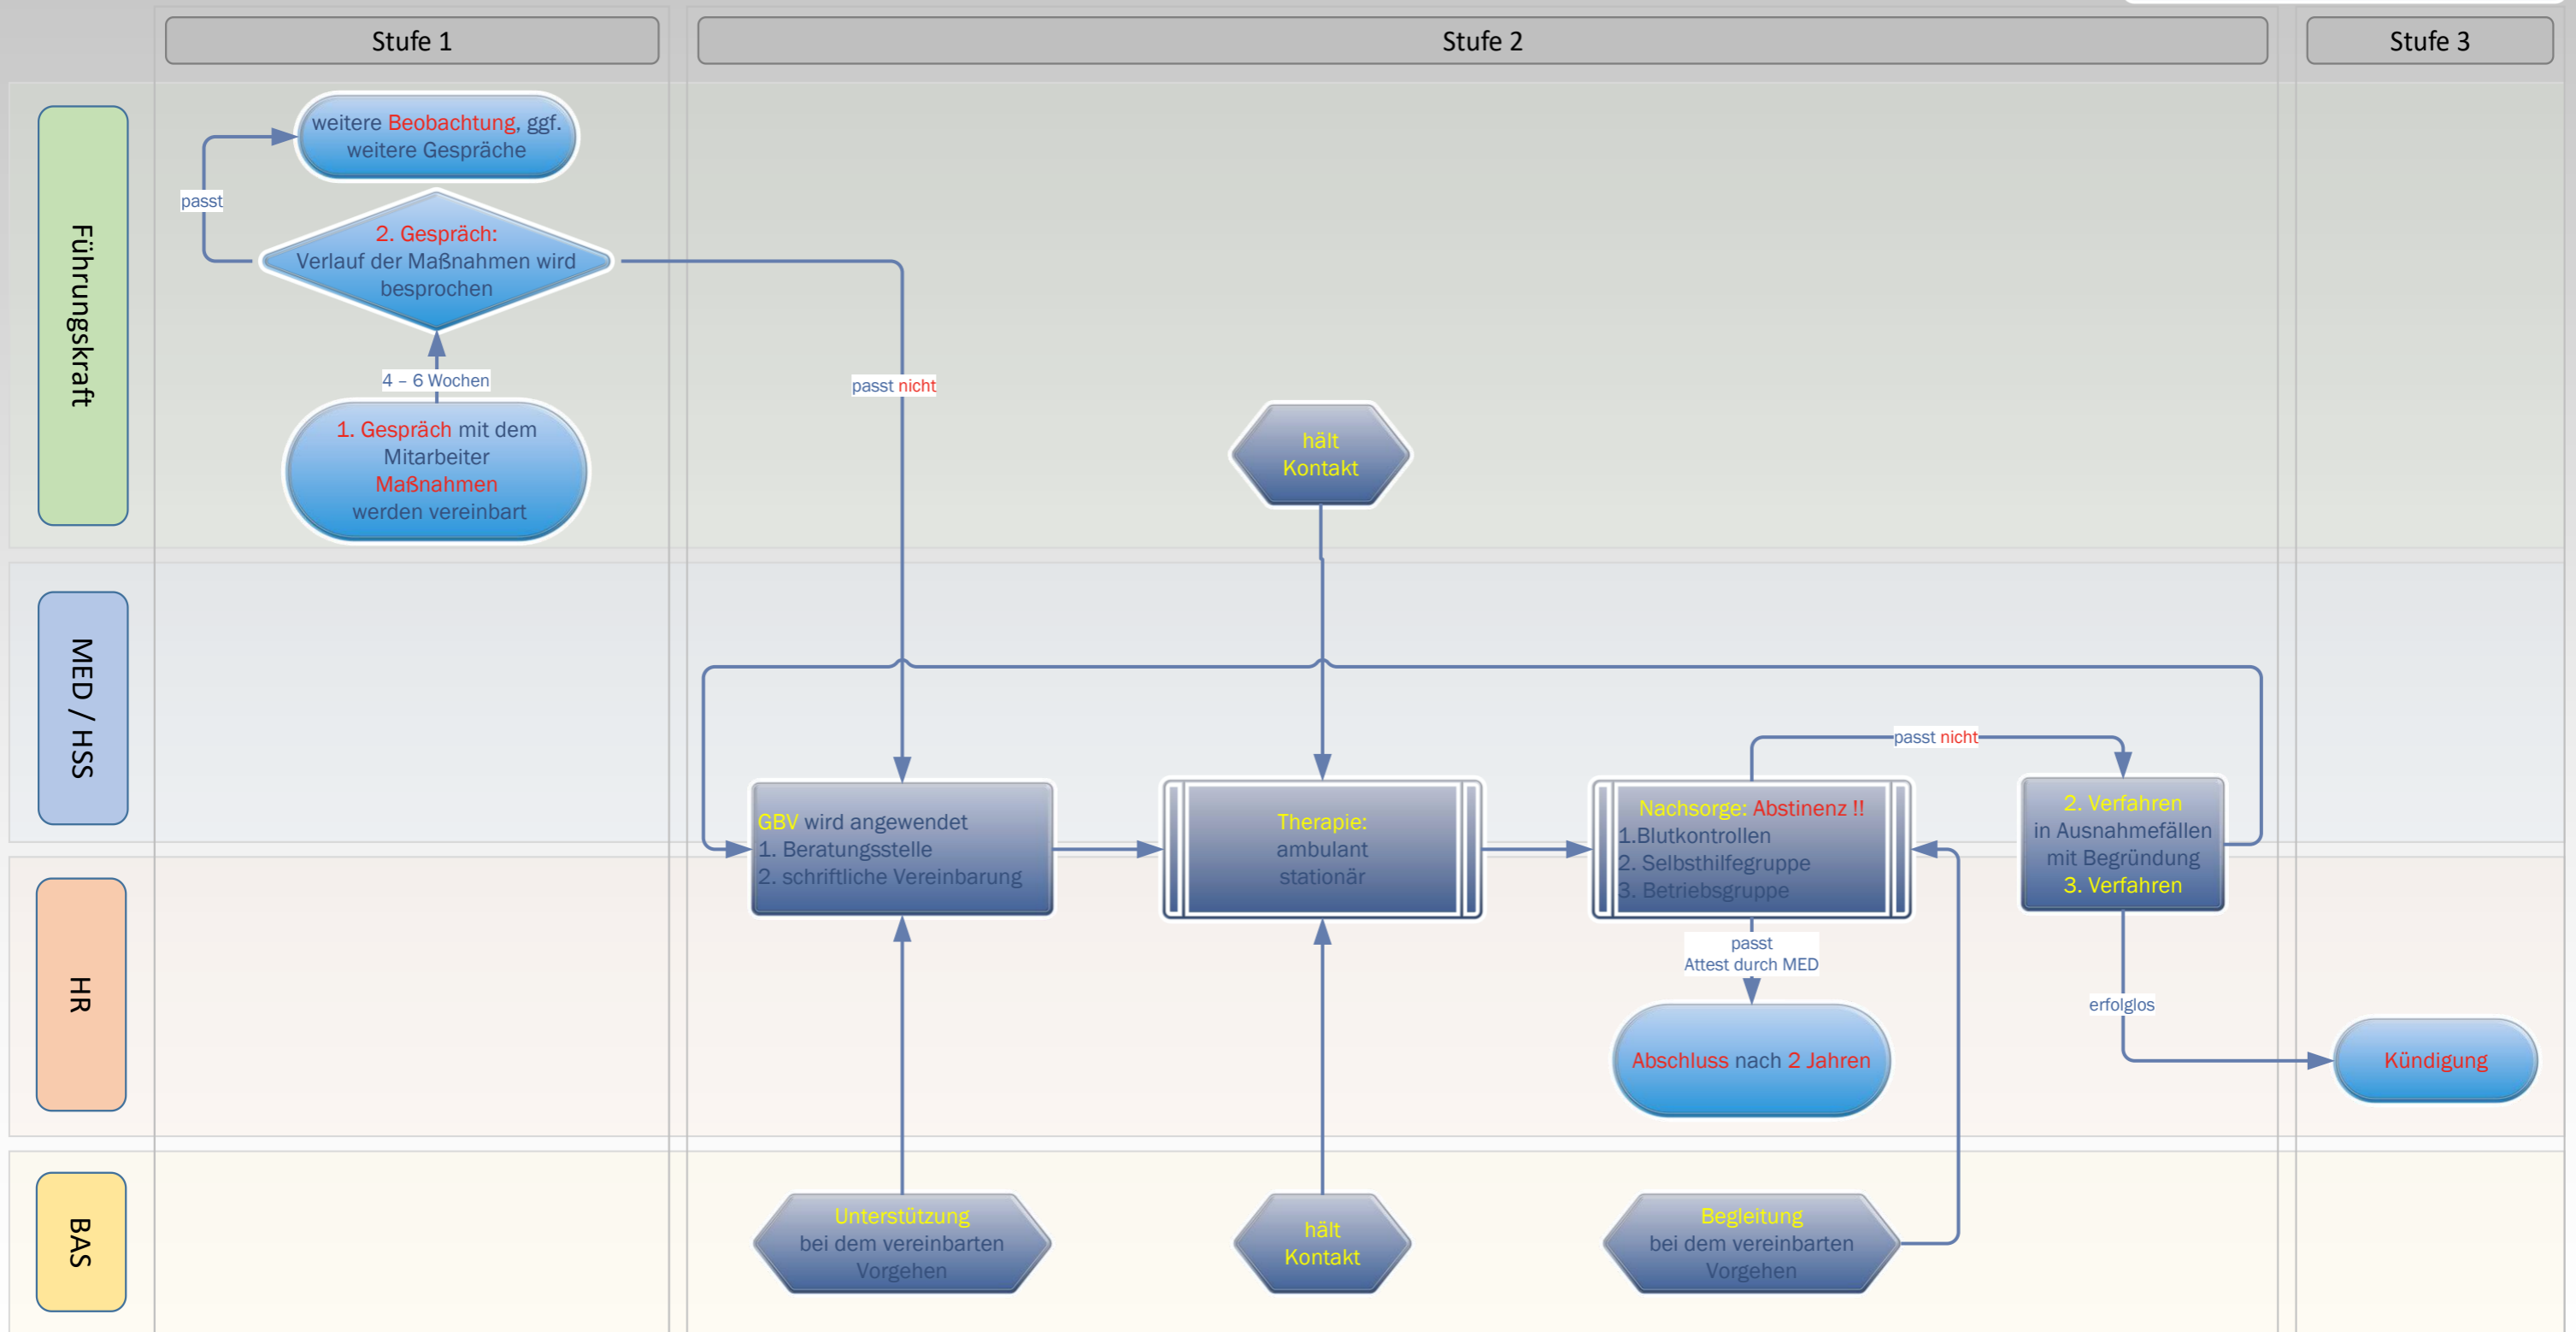 Stufe 1
Stufe 2
Stufe 3
Führungskraft
weitere Beobachtung, ggf.
weitere Gespräche
passt
2. Gespräch:
Verlauf der Maßnahmen wird
besprochen
4 – 6 Wochen
1. Gespräch mit dem
Mitarbeiter
Maßnahmen
werden vereinbart
passt nicht
hält
Kontakt
MED / HSS
passt nicht
GBV wird angewendet
1. Beratungsstelle
2. schriftliche Vereinbarung
Therapie:
ambulant
stationär
Nachsorge: Abstinenz !!
1.Blutkontrollen
2. Selbsthilfegruppe
3. Betriebsgruppe
2. Verfahren
in Ausnahmefällen
mit Begründung
3. Verfahren
HR
passt
Attest durch MED
erfolglos
Abschluss nach 2 Jahren
Kündigung
BAS
Unterstützung
bei dem vereinbarten
Vorgehen
hält
Kontakt
Begleitung
bei dem vereinbarten
Vorgehen